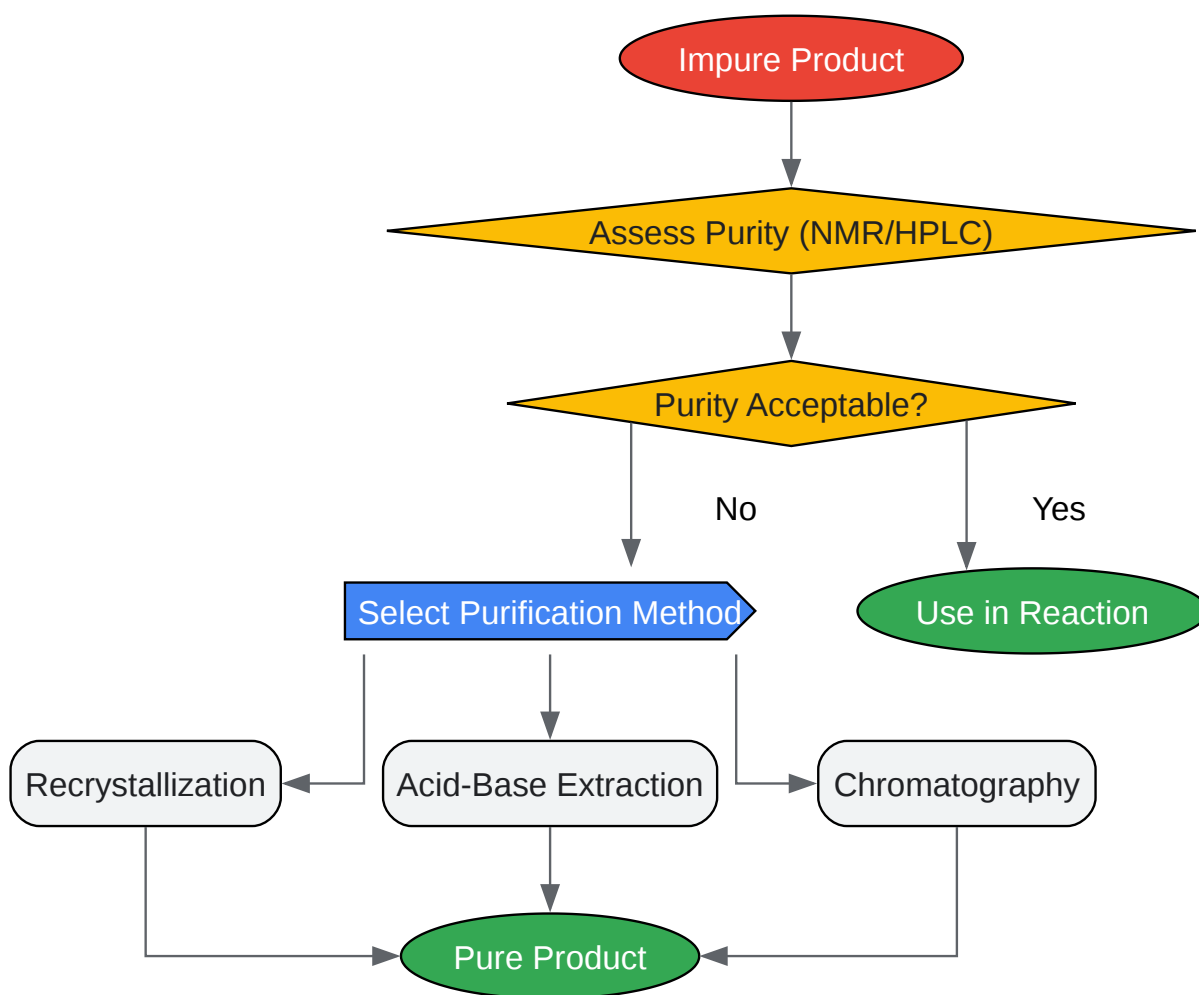 Impure Product
Assess Purity (NMR/HPLC)
Purity Acceptable?
No
Yes
Select Purification Method
Use in Reaction
Recrystallization
Acid-Base Extraction
Chromatography
Pure Product